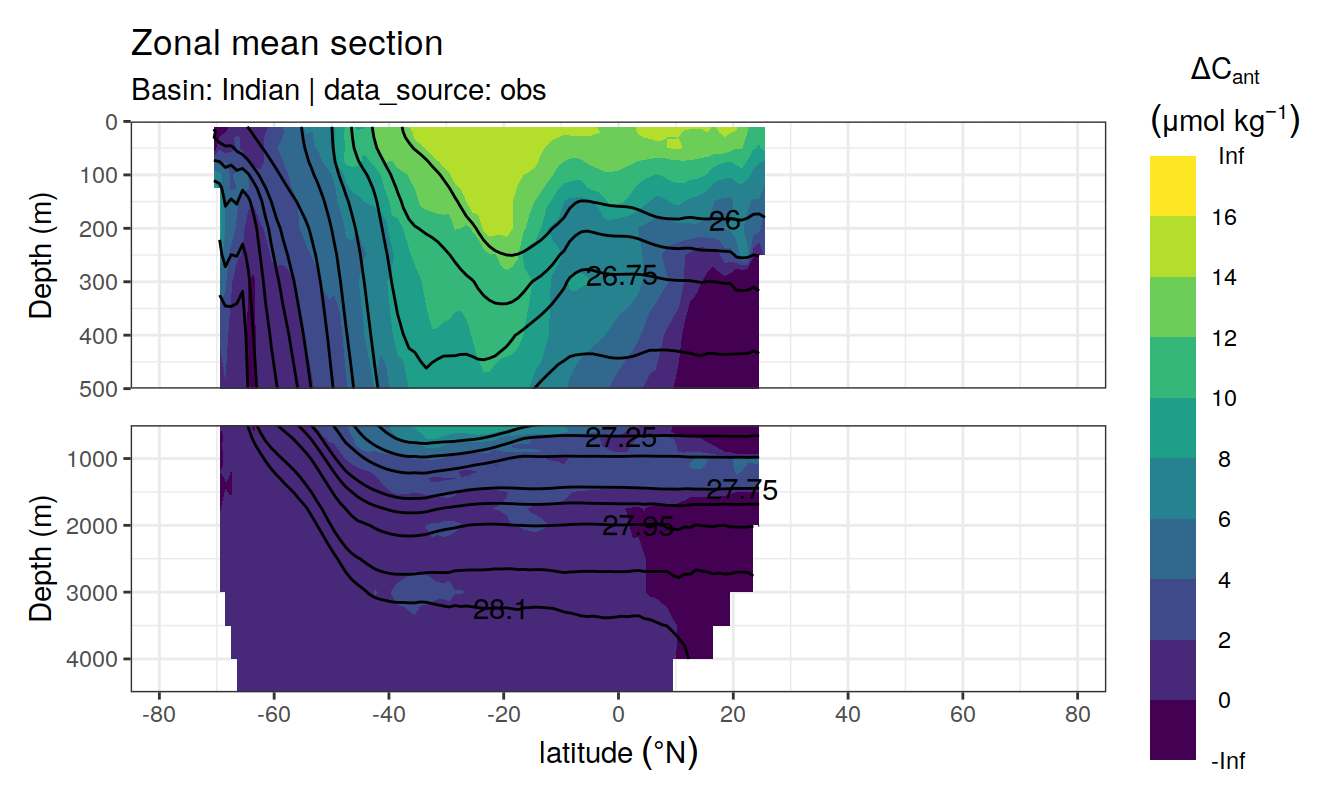 Zonal mean section
Basin: Indian | data_source: obs
ΔC_ant
(μmol kg⁻¹)
Inf
16
14
12
10
8
6
4
2
0
-Inf
Depth (m)
0
100
200
300
400
500
26
26.75
Depth (m)
1000
2000
3000
4000
27.25
27.75
27.95
28.1
-80 -60 -40 -20 0 20 40 60 80
latitude (°N)